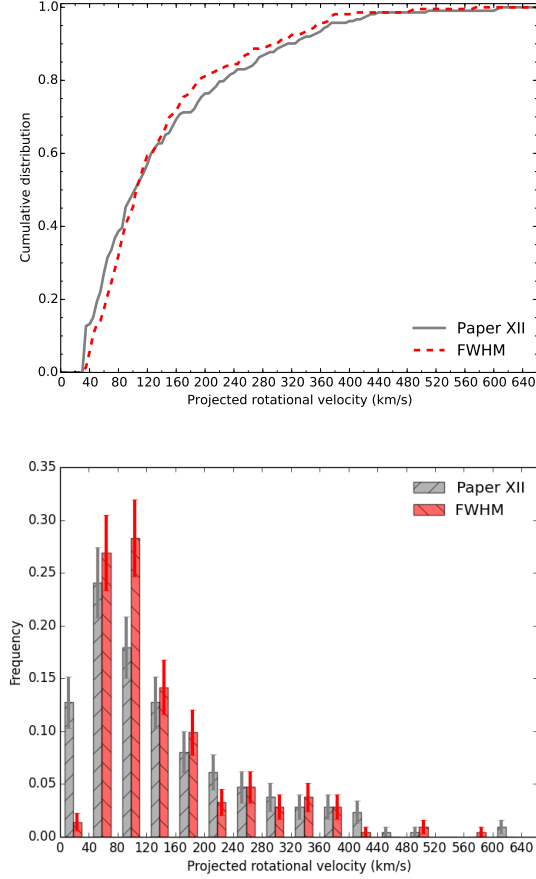 1.0
0.8
Cumulative distribution
0.6
0.4
0.2
Paper XII
FWHM
0.0
0 40 80 120 160 200 240 280 320 360 400 440 480 520 560 600 640
Projected rotational velocity (km/s)
0.35
Paper XII
FWHM
0.30
0.25
0.20
Frequency
0.15
0.10
0.05
0.00
0 40 80 120 160 200 240 280 320 360 400 440 480 520 560 600 640
Projected rotational velocity (km/s)